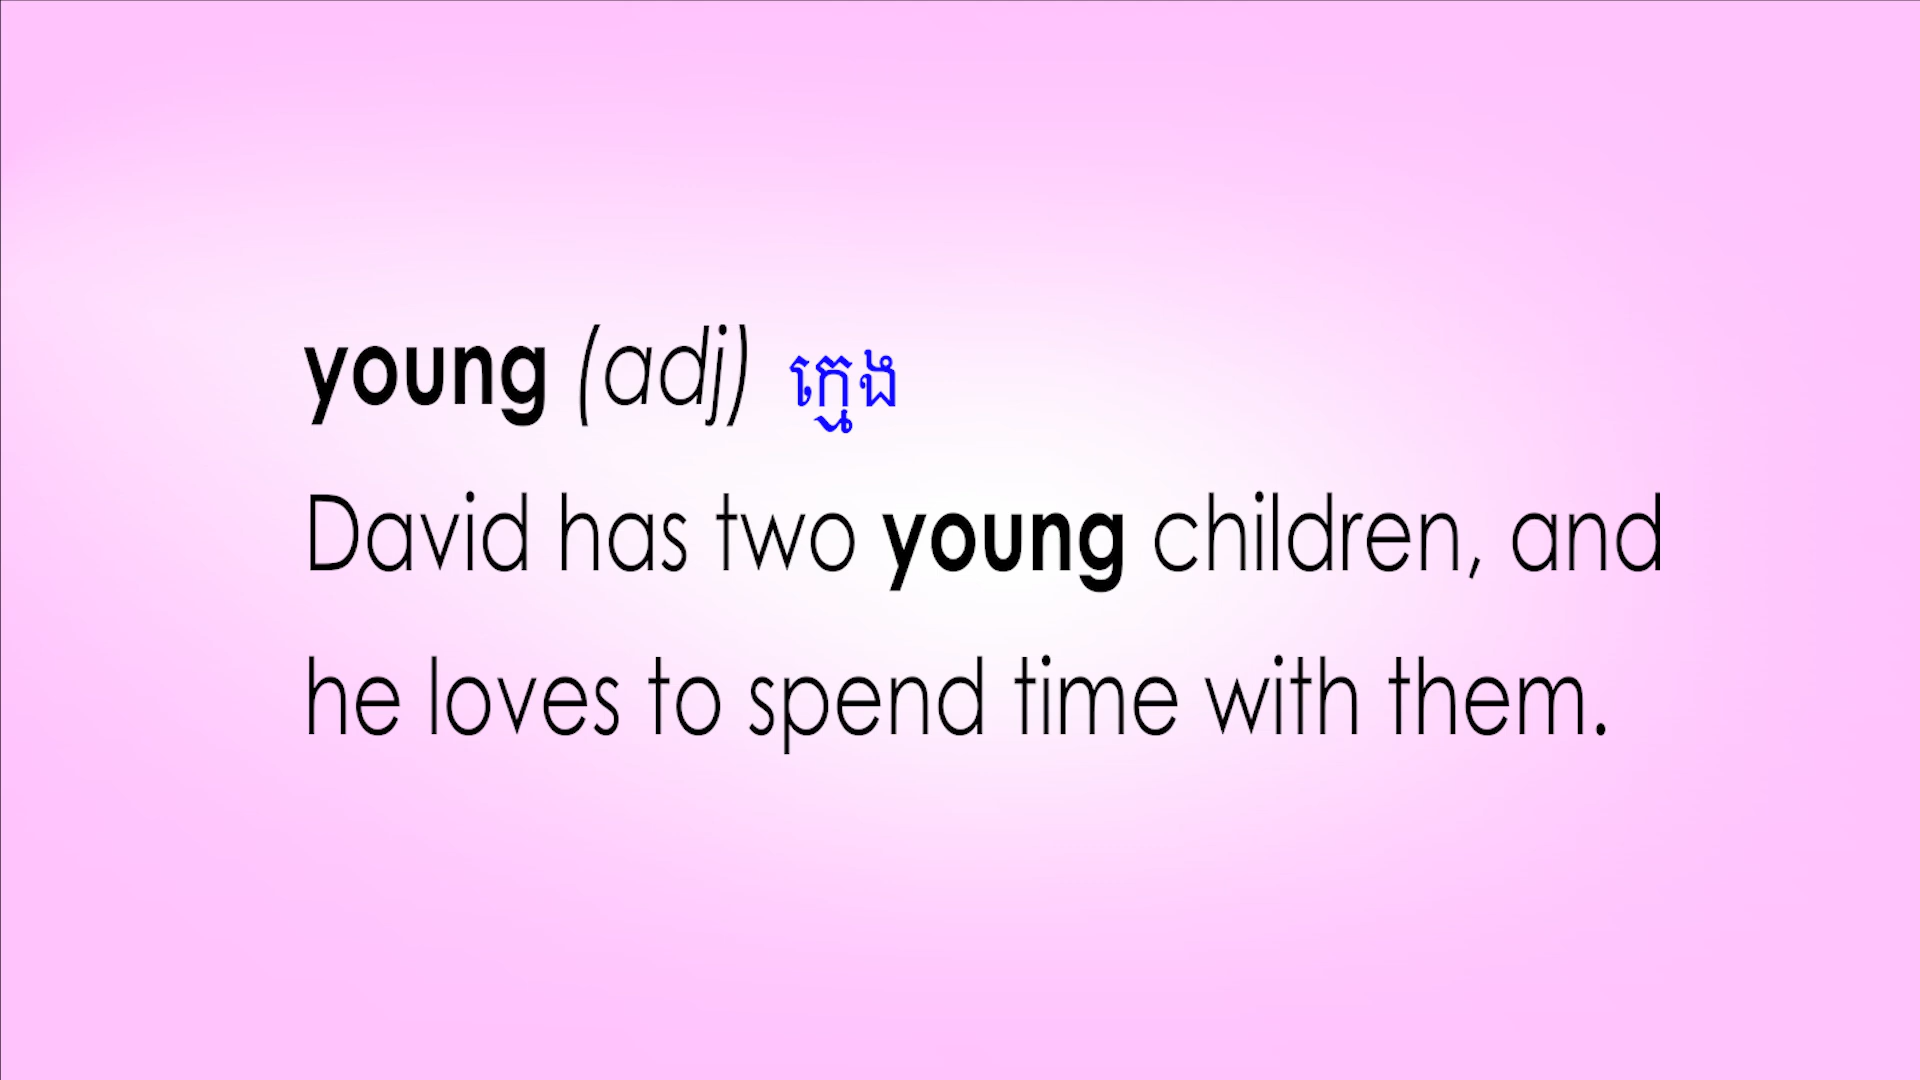 young (adj) ក្មេង
David has two young children, and
he loves to spend time with them.